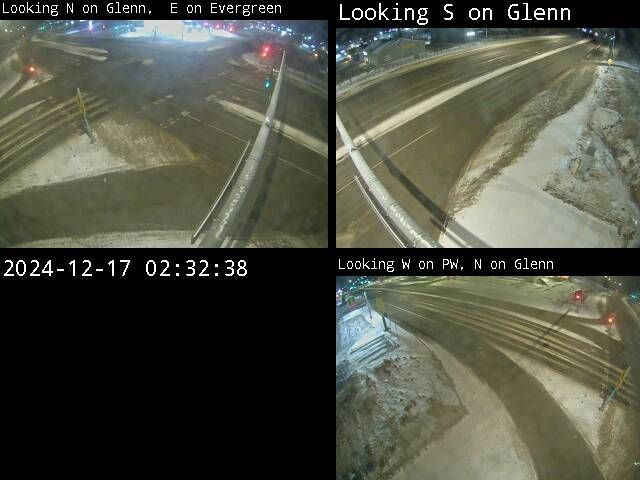 Looking N on Glenn, E on Evergreen
Looking S on Glenn
2024-12-17 02:32:38
Looking W on PW, N on Glenn